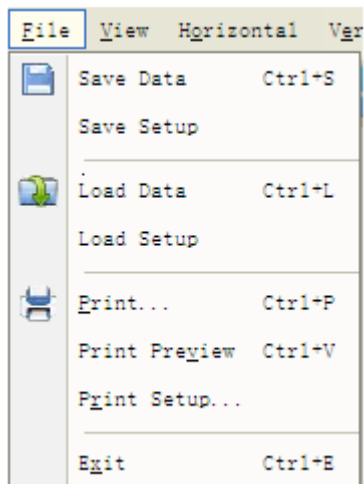 File View Horizontal Ver
Save Data Ctrl+S
Save Setup
Load Data Ctrl+L
Load Setup
Print... Ctrl+P
Print Preview Ctrl+V
Print Setup...
Exit Ctrl+E